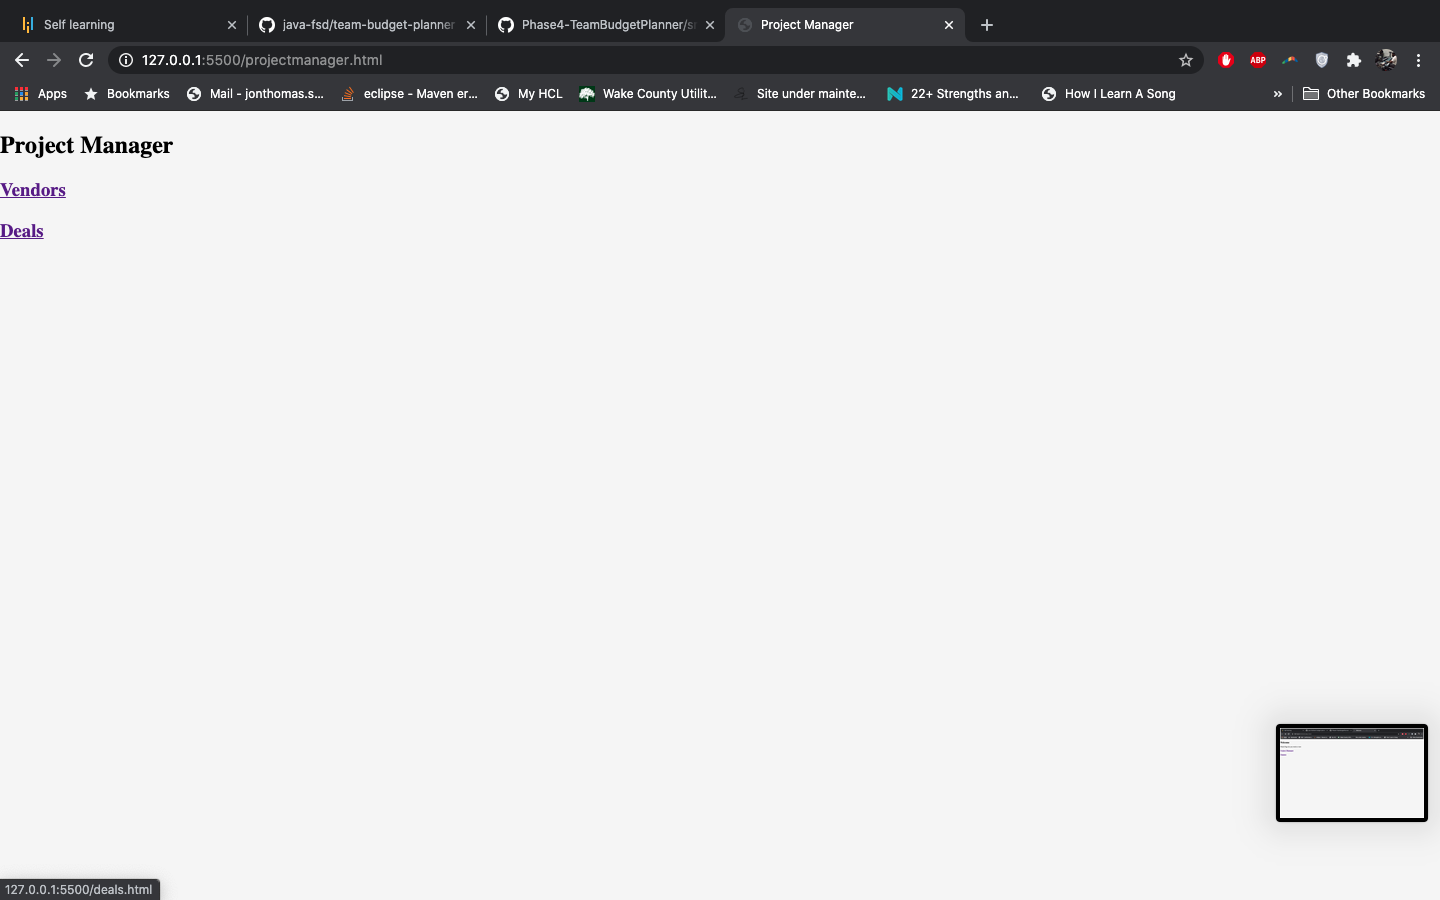 Self learning
java-fsd/team-budget-planner
Phase4-TeamBudgetPlanner/s
Project Manager
127.0.0.1:5500/projectmanager.html
ABP
Apps
Bookmarks
Mail - jonthomas.s...
eclipse - Maven er...
My HCL
Wake County Utilit...
Site under mainte...
22+ Strengths an...
How I Learn A Song
»
Other Bookmarks
Project Manager
Vendors
Deals
127.0.0.1:5500/deals.html